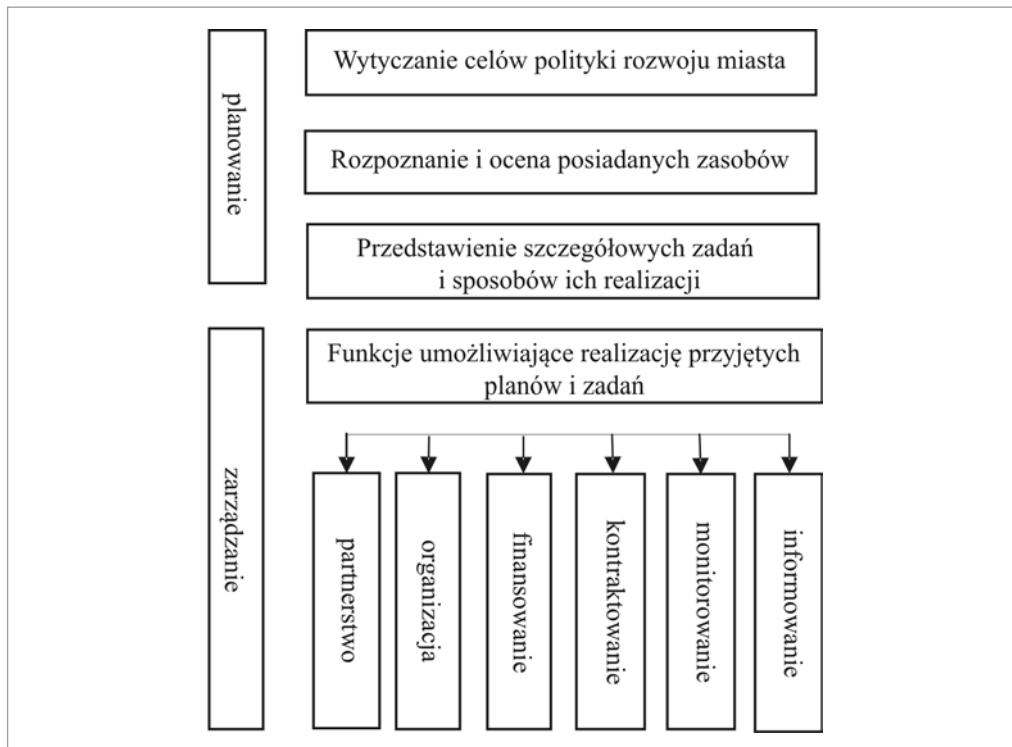 planowanie
Wytyczanie celów polityki rozwoju miasta
Rozpoznanie i ocena posiadanych zasobów
Przedstawienie szczegółowych zadań
i sposobów ich realizacji
zarządzanie
Funkcje umożliwiające realizację przyjętych
planów i zadań
partnerstwo
organizacja
finansowanie
kontraktowanie
monitorowanie
informowanie